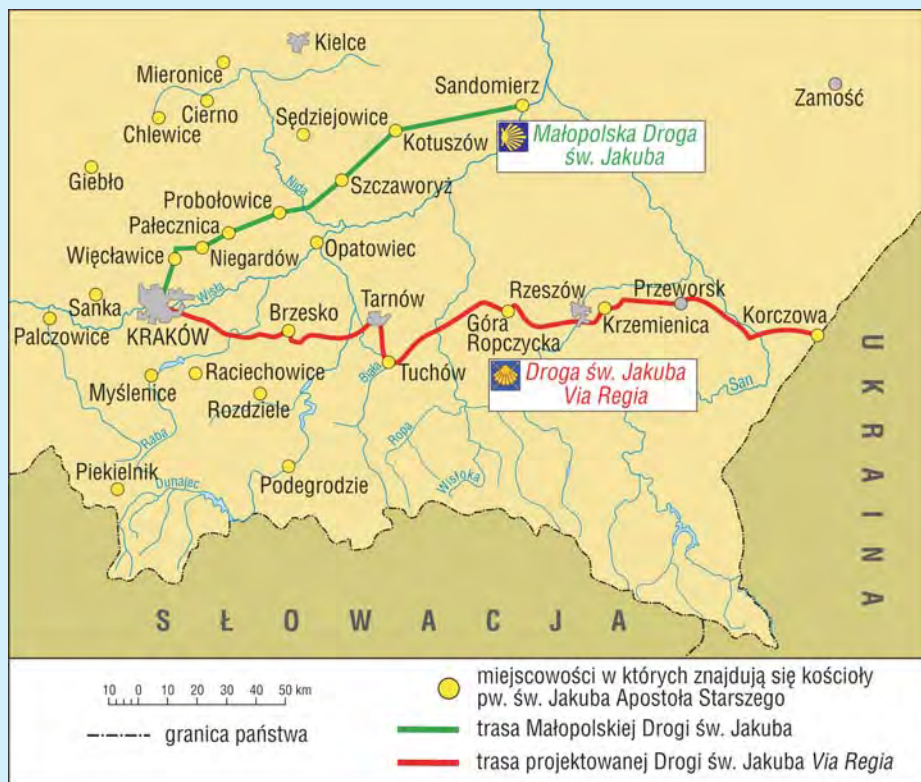 Kielce
Mieronice
Sandomierz
Zamość
Cierno
Sędziejowice
Chlewice
Kotuszów
Małopolska Droga
św. Jakuba
Giebło
Nida
Szczaworyż
Probołowice
Pałecznica
Więcławice
Niegardów
Opatowiec
Sanka
Wisła
Brzesko
Tarnów
Rzeszów
Przeworsk
Korczowa
Palczowice
KRAKÓW
Góra
Ropczycka
Krzemienica
Biała
Tuchów
Droga św. Jakuba
Via Regia
San
Myślenice
Raciechowice
Rozdziele
Raba
Ropa
Wisłoka
Piekielnik
Dunajec
Podegrodzie
UKRAINA
SŁOWACJA
10 0 10 20 30 40 50 km
granica państwa
miejscowości w których znajdują się kościoły
pw. św. Jakuba Apostoła Starszego
trasa Małopolskiej Drogi św. Jakuba
trasa projektowanej Drogi św. Jakuba Via Regia